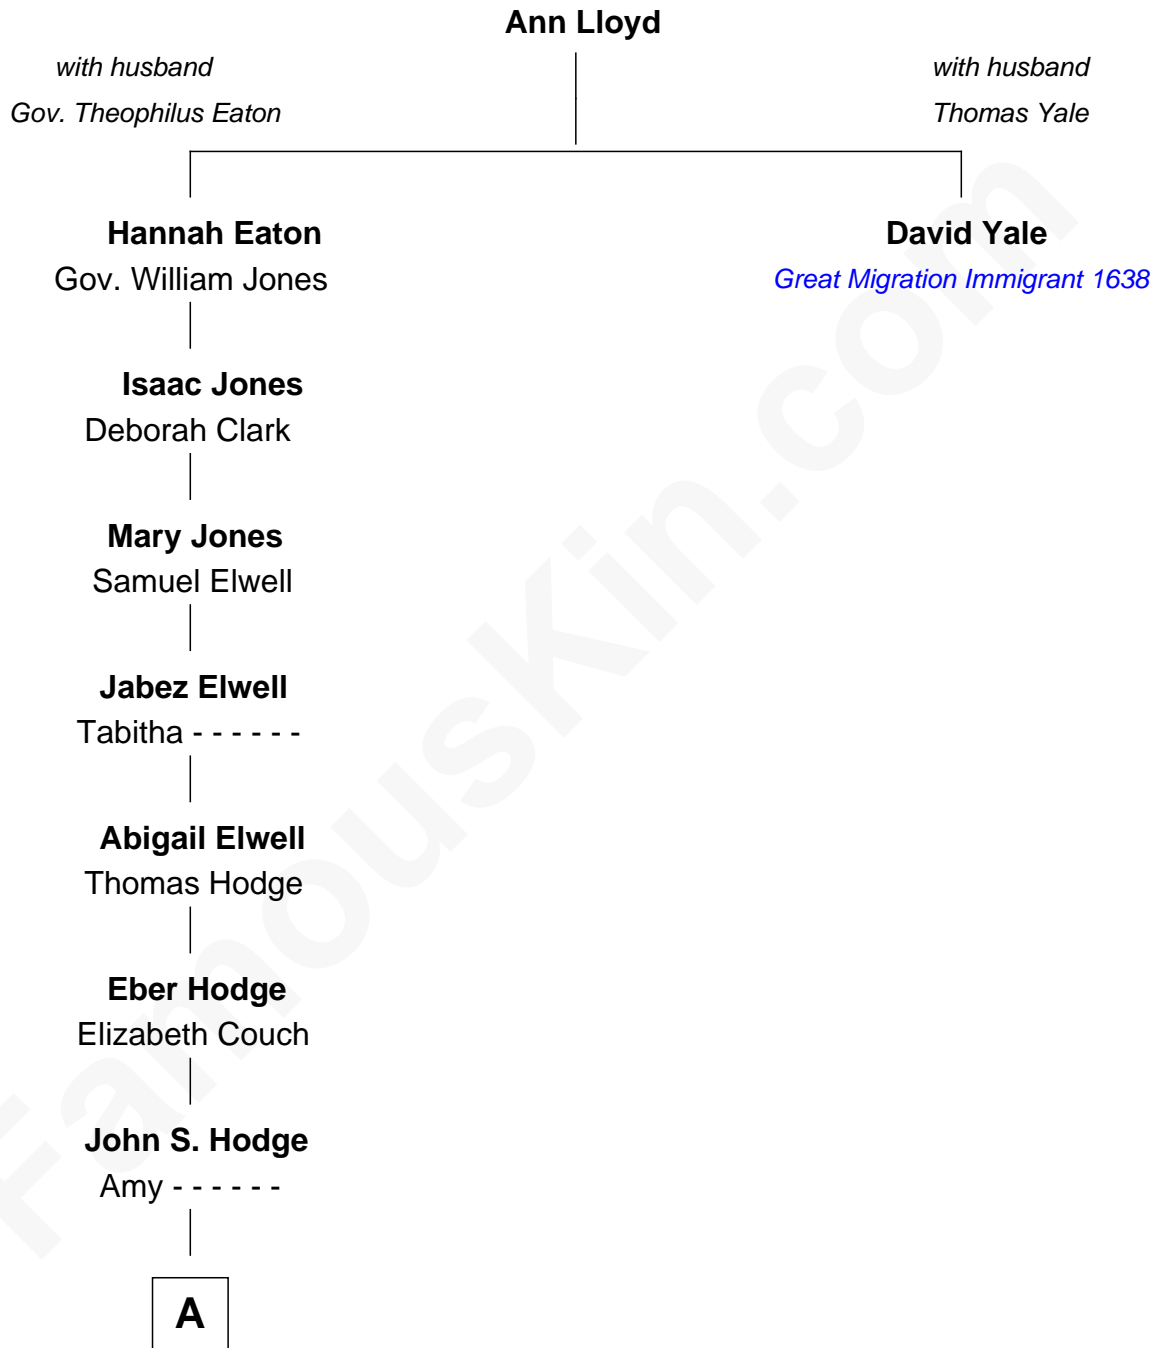 Ann Lloyd
with husband
Gov. Theophilus Eaton
with husband
Thomas Yale
Hannah Eaton
Gov. William Jones
David Yale
Great Migration Immigrant 1638
Isaac Jones
Deborah Clark
Mary Jones
Samuel Elwell
Jabez Elwell
Tabitha - - - - - -
Abigail Elwell
Thomas Hodge
Eber Hodge
Elizabeth Couch
John S. Hodge
Amy - - - - - -
A
FamousKin.com